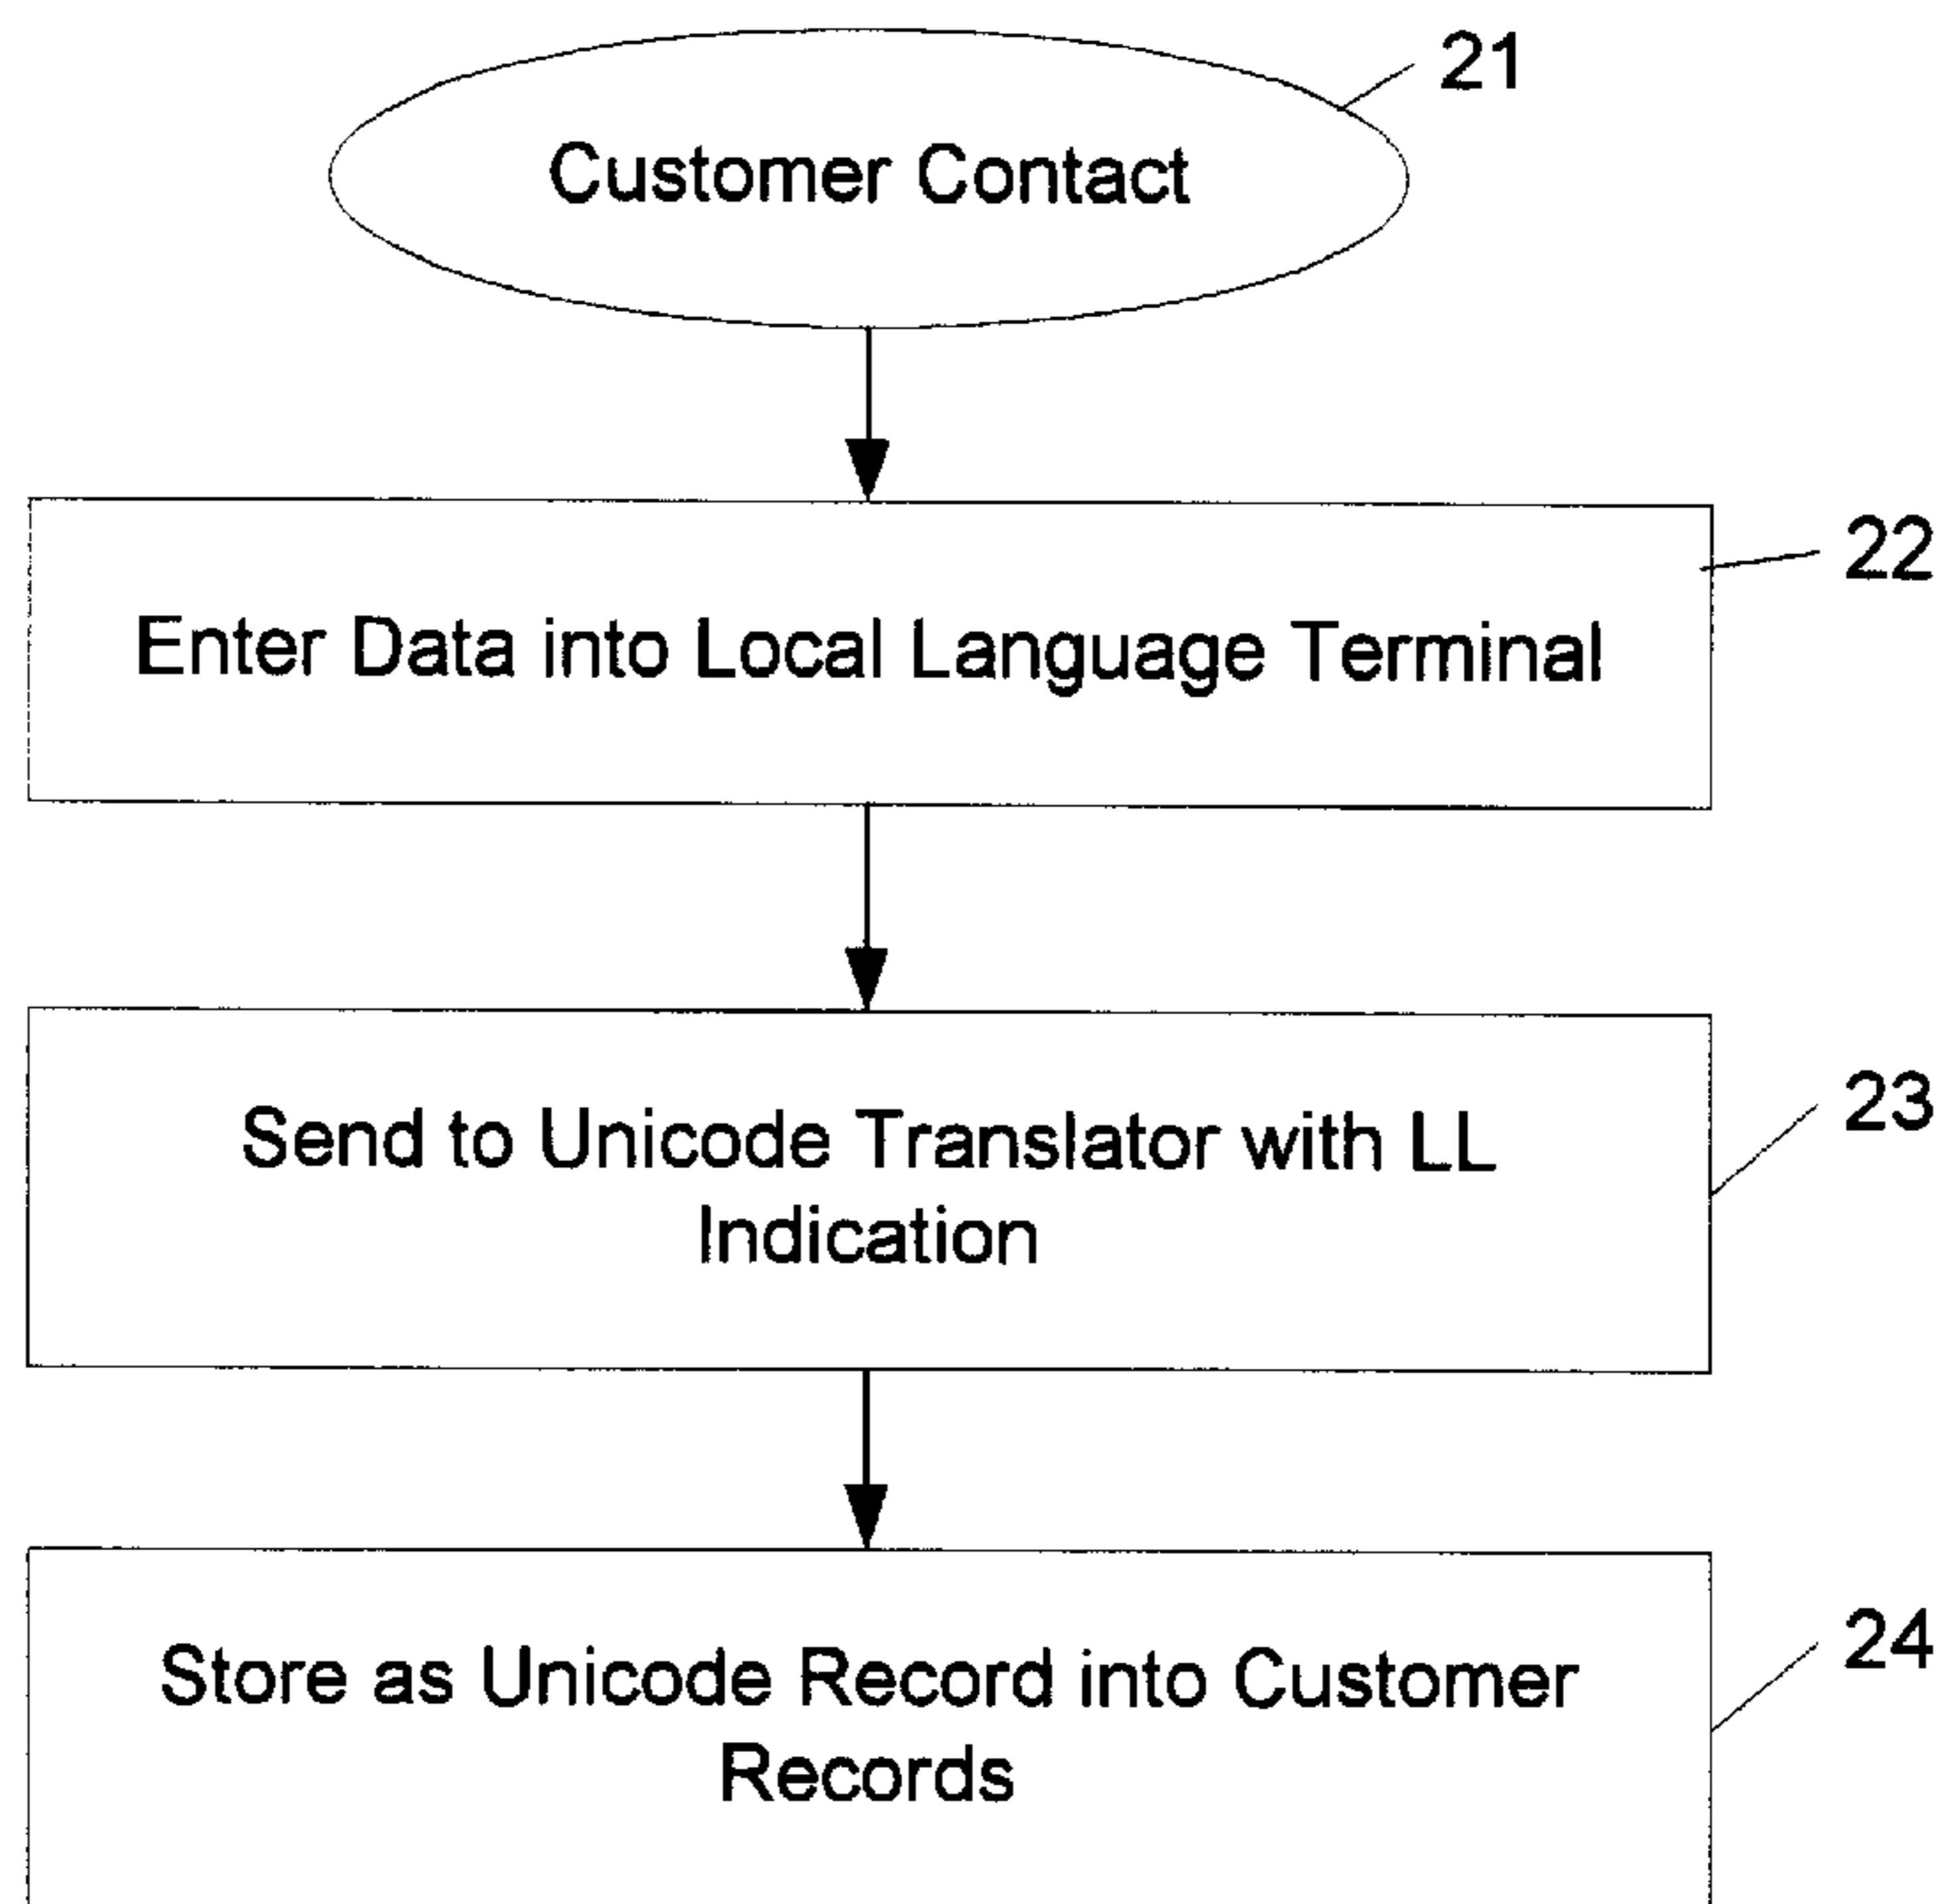 21
Customer Contact
22
Enter Data into Local Language Terminal
23
Send to Unicode Translator with LL
Indication
24
Store as Unicode Record into Customer
Records